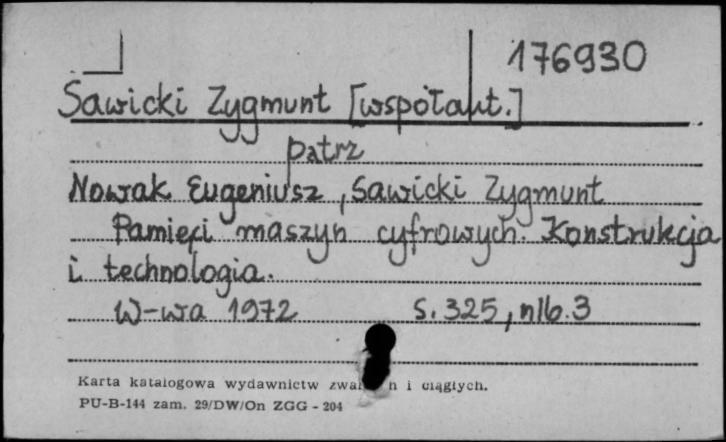 176930
Sawicki Zygmunt [współaut.]
patrz
Nowak Eugeniusz, Sawicki Zygmunt
Pamięci maszyn cyfrowych. Konstrukcja
i technologia.
W-wa 1972 s. 325, nlb. 3
Karta katalogowa wydawnictw i ciągłych.
PU-B-144 zam. 29/DW/On ZGG - 204